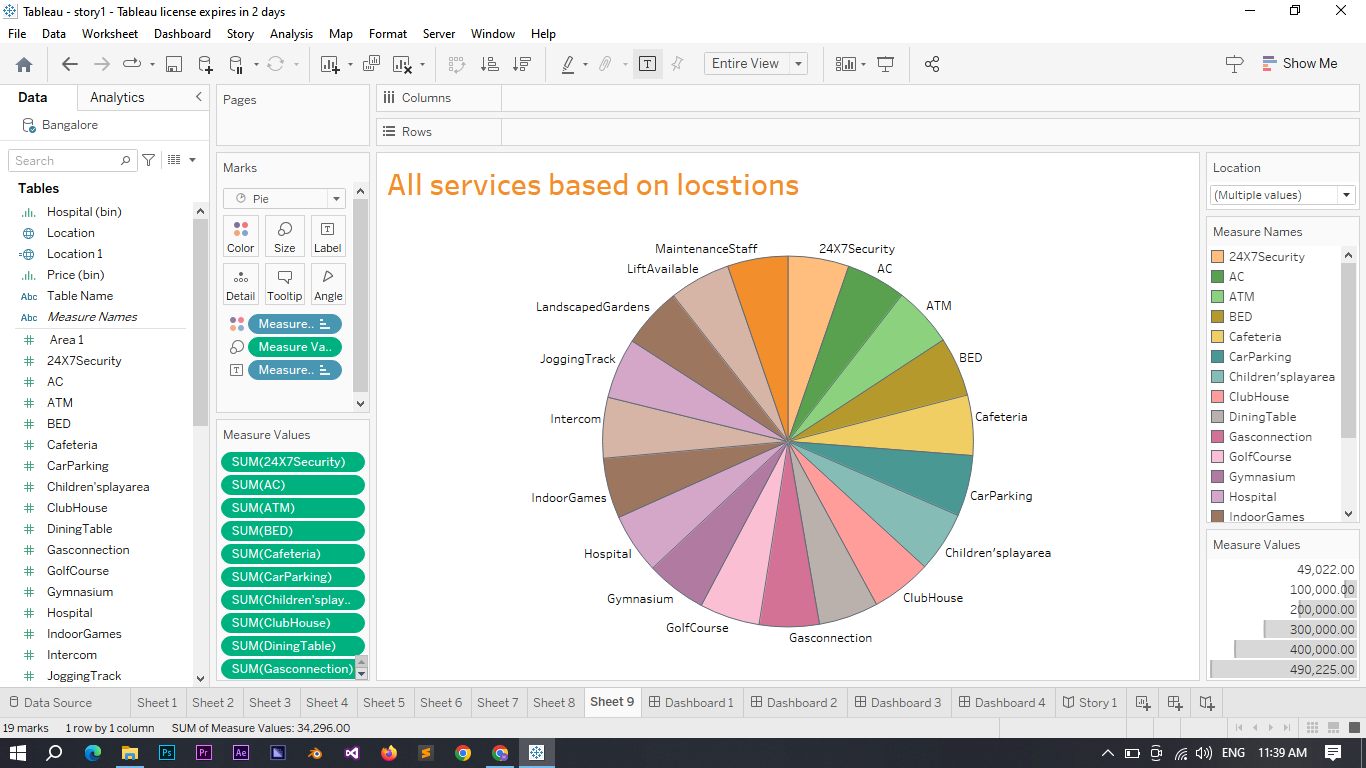 Tableau - story1 - Tableau license expires in 2 days
File Data Worksheet Dashboard Story Analysis Map Format Server Window Help
Entire View
Show Me
Data Analytics
Bangalore
Search
Tables
Hospital (bin)
Location
Location 1
Price (bin)
Abc Table Name
Abc Measure Names
Area 1
24X7Security
AC
ATM
BED
Cafeteria
CarParking
Children'splayarea
ClubHouse
DiningTable
Gasconnection
GolfCourse
Gymnasium
Hospital
IndoorGames
Intercom
JoggingTrack
Pages
Marks
Pie
Color Size Label
Detail Tooltip Angle
Measure..
Measure Va..
Measure..
Measure Values
SUM(24X7Security)
SUM(AC)
SUM(ATM)
SUM(BED)
SUM(Cafeteria)
SUM(CarParking)
SUM(Children'splay..
SUM(ClubHouse)
SUM(DiningTable)
SUM(Gasconnection)
Columns
Rows
All services based on locstions
MaintenanceStaff 24X7Security
LiftAvailable AC
LandscapedGardens ATM
JoggingTrack BED
Intercom Cafeteria
IndoorGames CarParking
Hospital Children'splayarea
Gymnasium ClubHouse
GolfCourse Gasconnection
Location
(Multiple values)
Measure Names
24X7Security
AC
ATM
BED
Cafeteria
CarParking
Children'splayarea
ClubHouse
DiningTable
Gasconnection
GolfCourse
Gymnasium
Hospital
IndoorGames
Measure Values
49,022.00
100,000.00
200,000.00
300,000.00
400,000.00
490,225.00
Data Source Sheet 1 Sheet 2 Sheet 3 Sheet 4 Sheet 5 Sheet 6 Sheet 7 Sheet 8 Sheet 9 Dashboard 1 Dashboard 2 Dashboard 3 Dashboard 4 Story 1
19 marks 1 row by 1 column SUM of Measure Values: 34,296.00
Ps Pr Ae ENG 11:39 AM